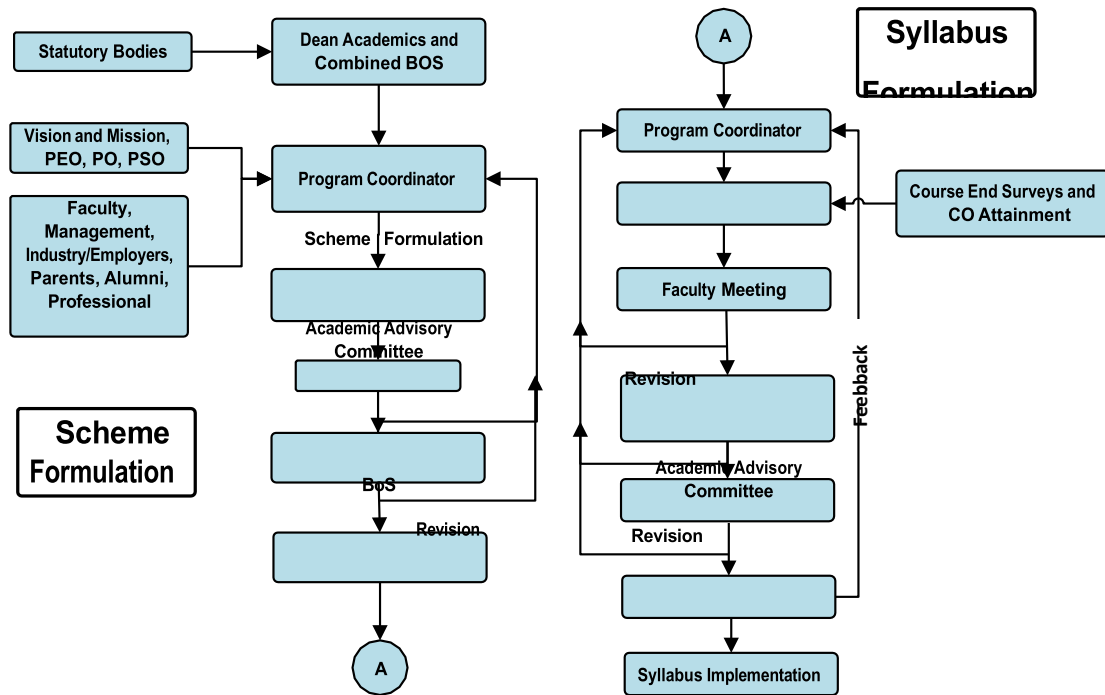 Statutory Bodies
Dean Academics and
Combined BOS
Vision and Mission,
PEO, PO, PSO
Program Coordinator
Faculty,
Management,
Industry/Employers,
Parents, Alumni,
Professional
Scheme Formulation
Academic Advisory
Committee
Scheme
Formulation
BoS
Revision
A
A
Syllabus
Formulation
Program Coordinator
Course End Surveys and
CO Attainment
Faculty Meeting
Revision
Feebback
Academic Advisory
Committee
Revision
Syllabus Implementation